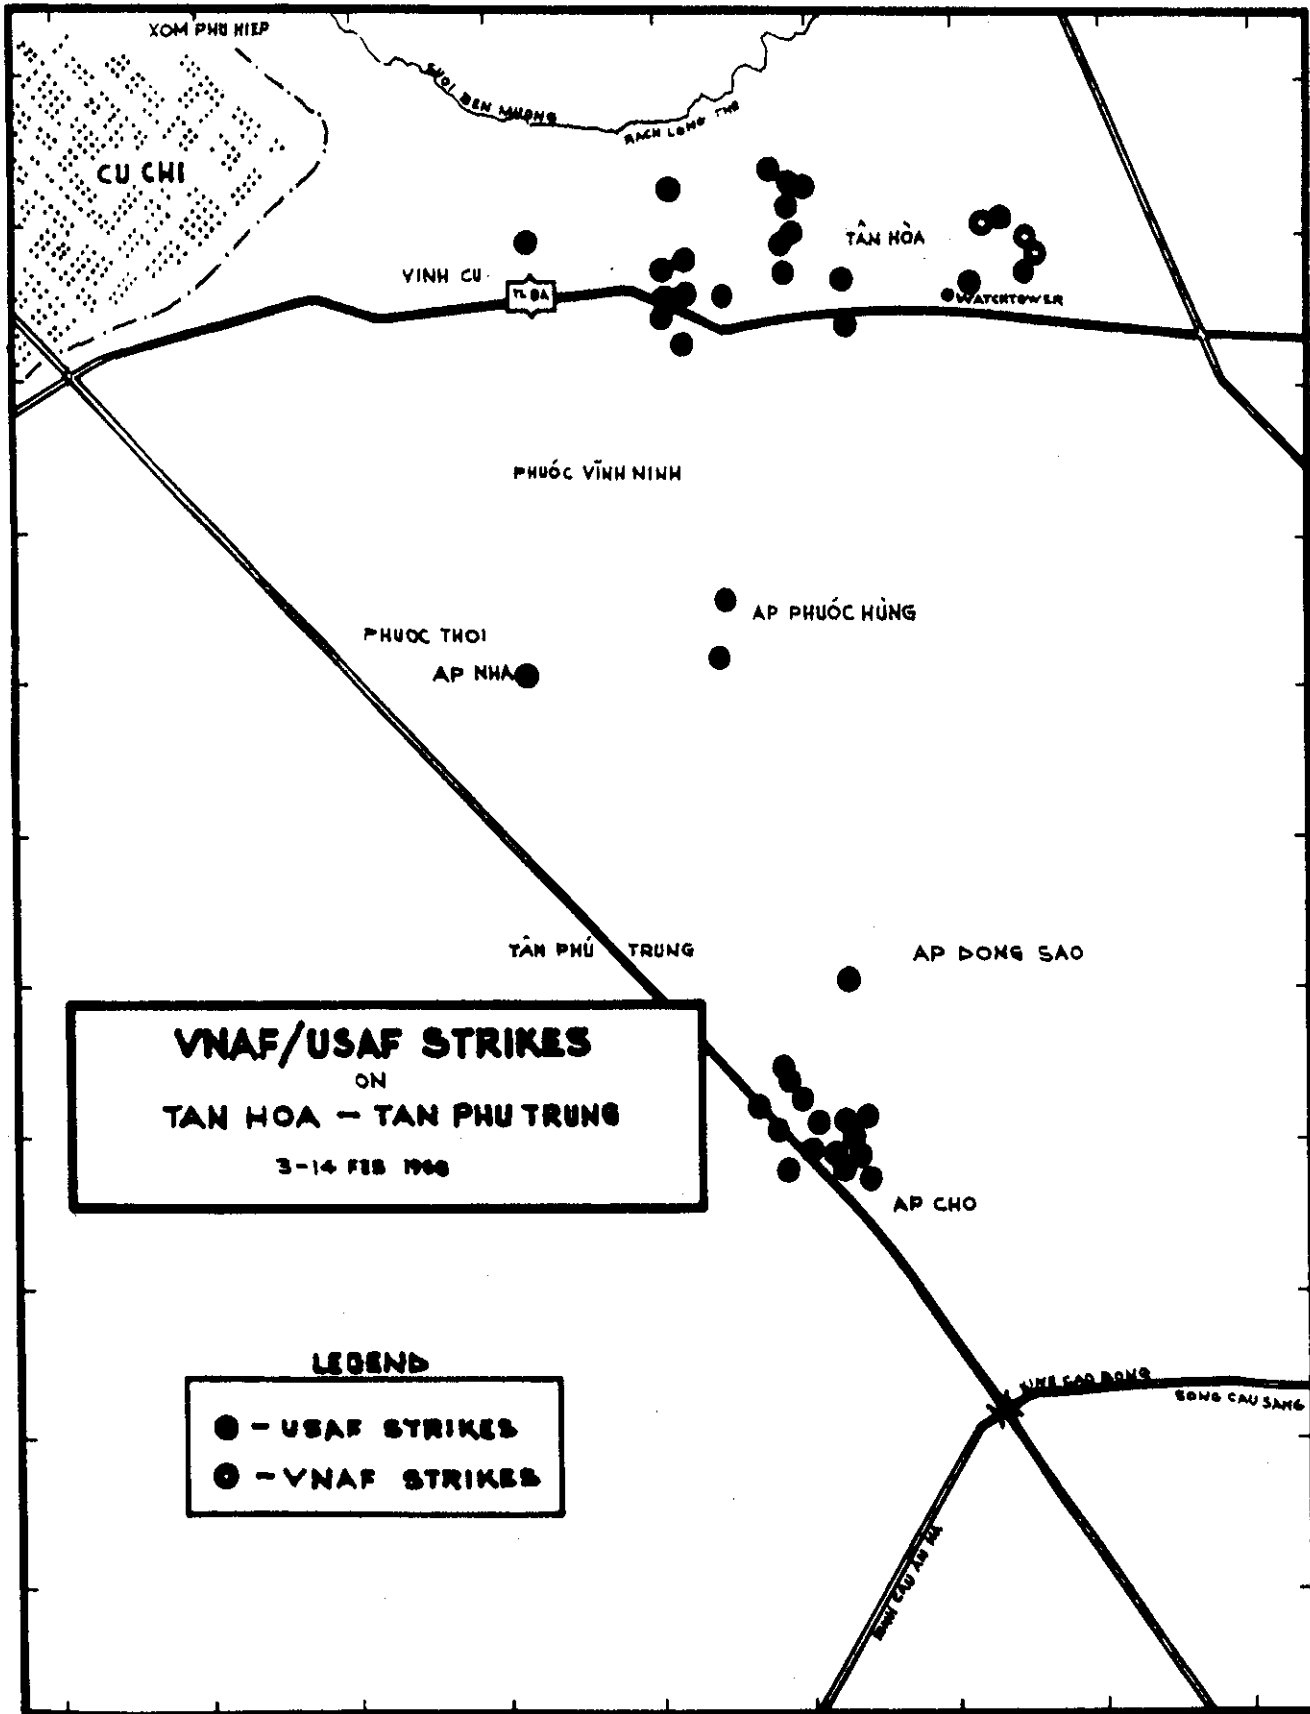 XOM PHU HIEP
SUOI BEN MUONG
RACH LONG THO
CU CHI
TÂN HÒA
VINH CU
TL 8A
WATCHTOWER
PHUÓC VĨNH NINH
AP PHUÓC HÙNG
PHUOC THOI
AP NHA
TÂN PHÚ TRUNG
AP DONG SAO
VNAF/USAF STRIKES
ON
TAN HOA - TAN PHU TRUNG
3-14 FEB 1968
AP CHO
LEGEND
- USAF STRIKES
- VNAF STRIKES
SONG CAU SANG